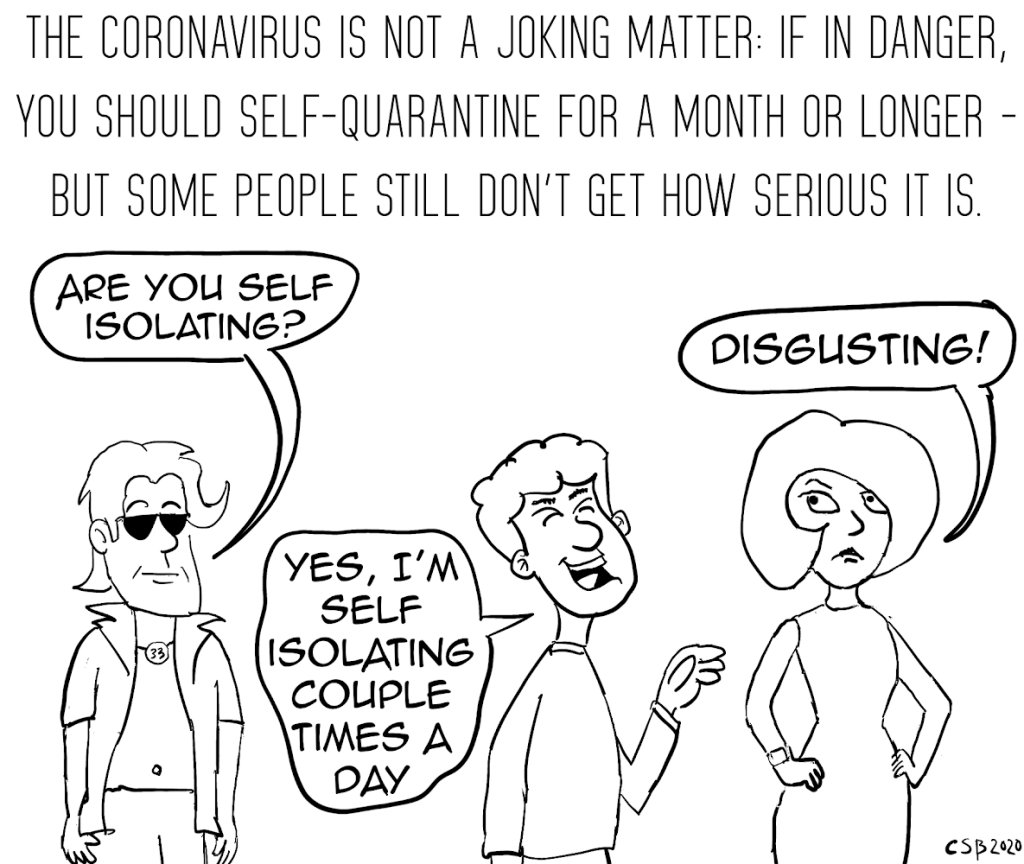 THE CORONAVIRUS IS NOT A JOKING MATTER: IF IN DANGER,
YOU SHOULD SELF-QUARANTINE FOR A MONTH OR LONGER -
BUT SOME PEOPLE STILL DON'T GET HOW SERIOUS IT IS.
ARE YOU SELF
ISOLATING?
YES, I'M
SELF
ISOLATING
COUPLE
TIMES A
DAY
DISGUSTING!
33
CSB2020